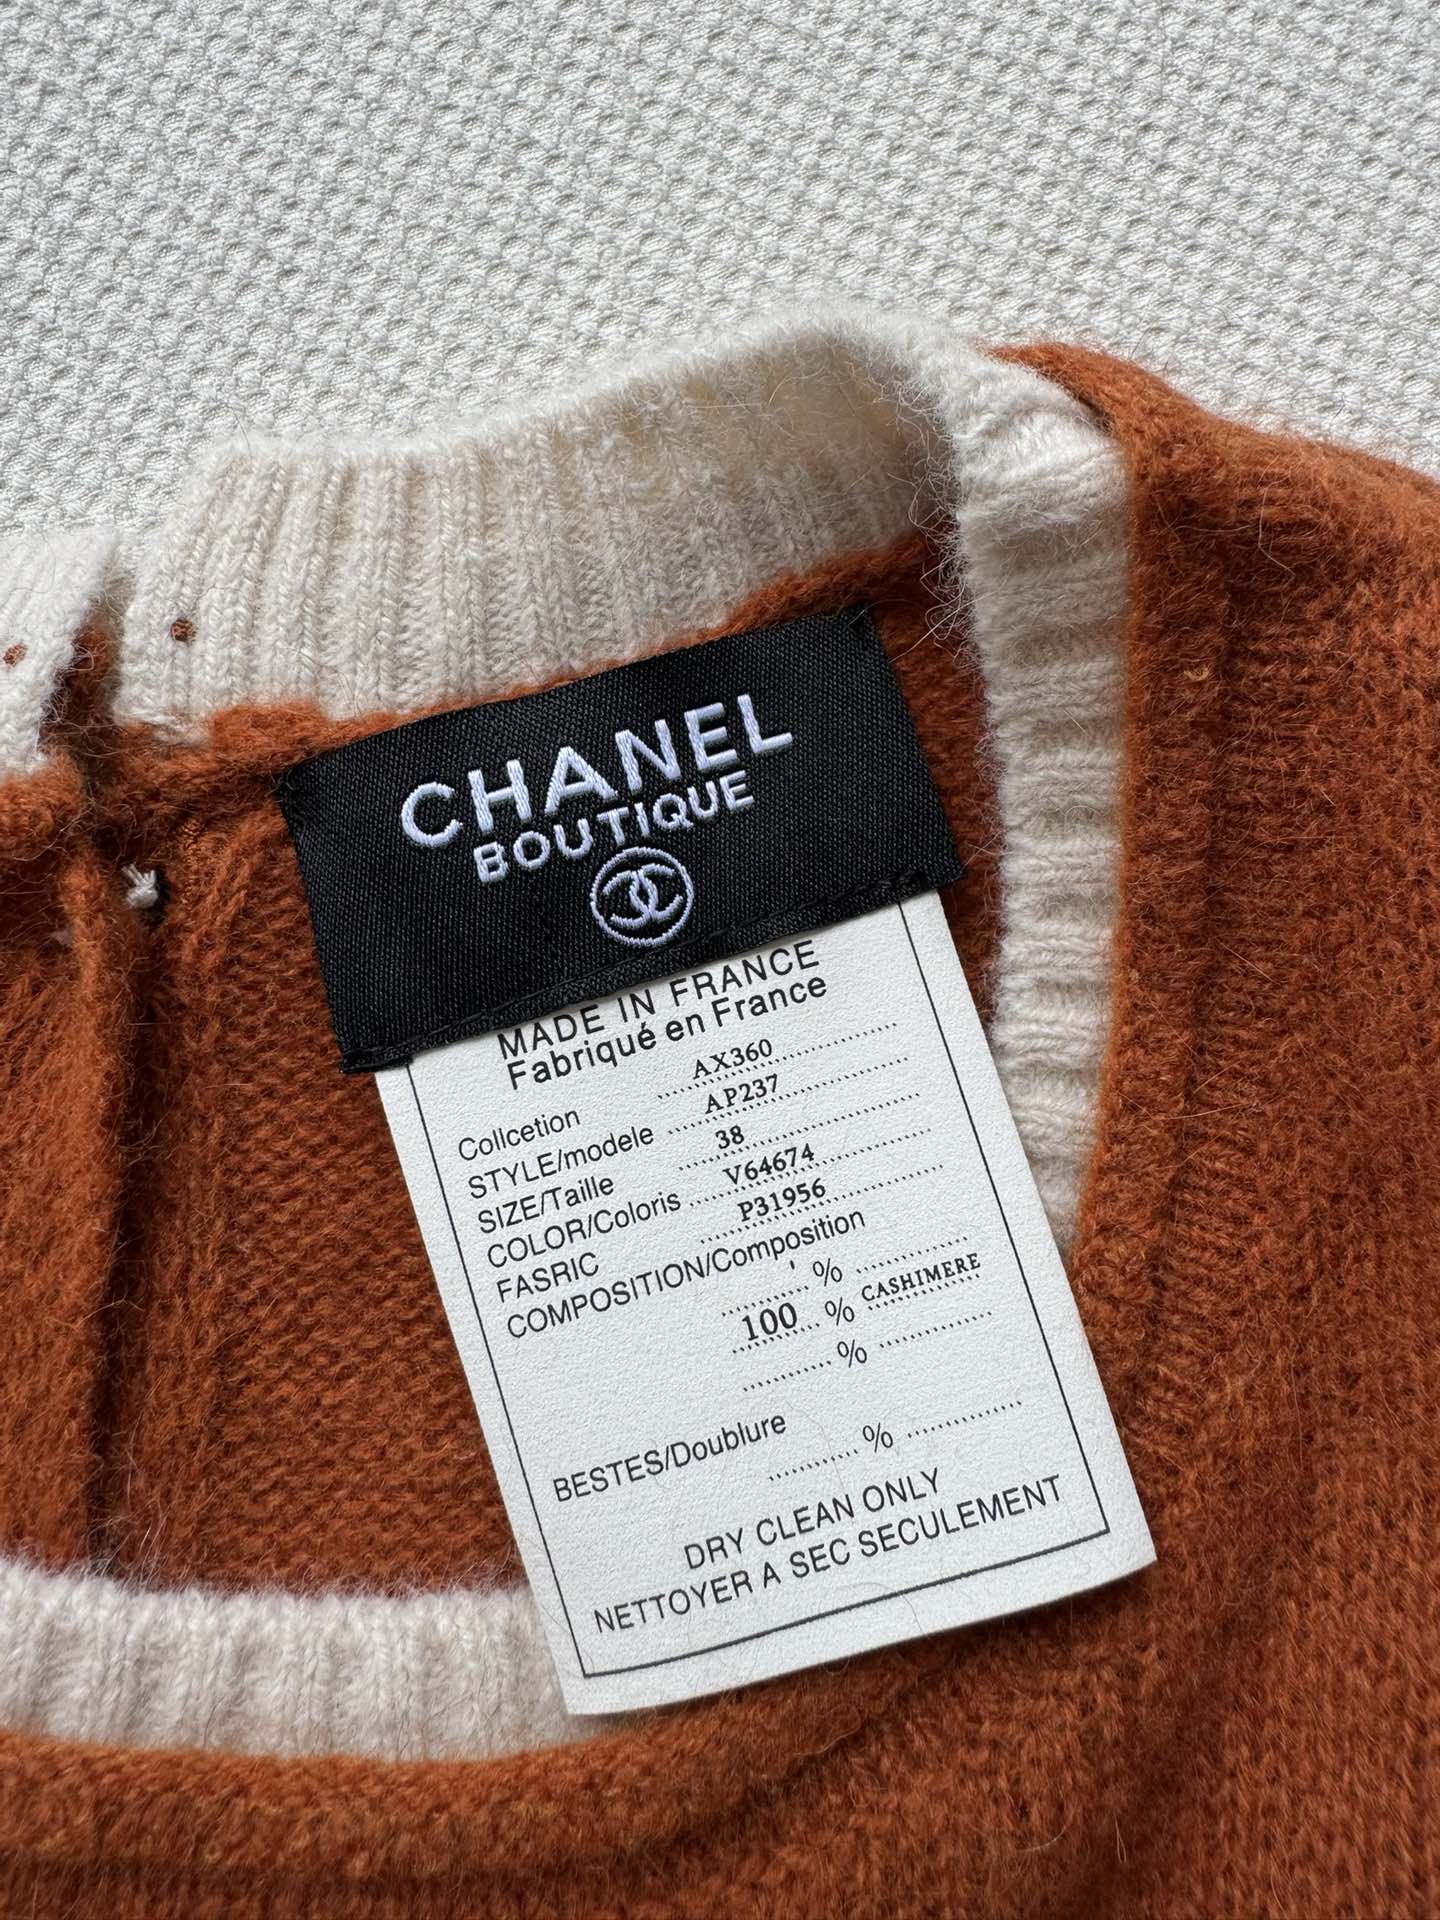 CHANEL
BOUTIQUE
MADE IN FRANCE
Fabriqué en France
Collcetion AX360
STYLE/modele AP237
SIZE/Taille 38
COLOR/Coloris V64674
FASRIC P31956
COMPOSITION/Composition
%
100 % CASHIMERE
%
BESTES/Doublure %
DRY CLEAN ONLY
NETTOYER A SEC SECULEMENT